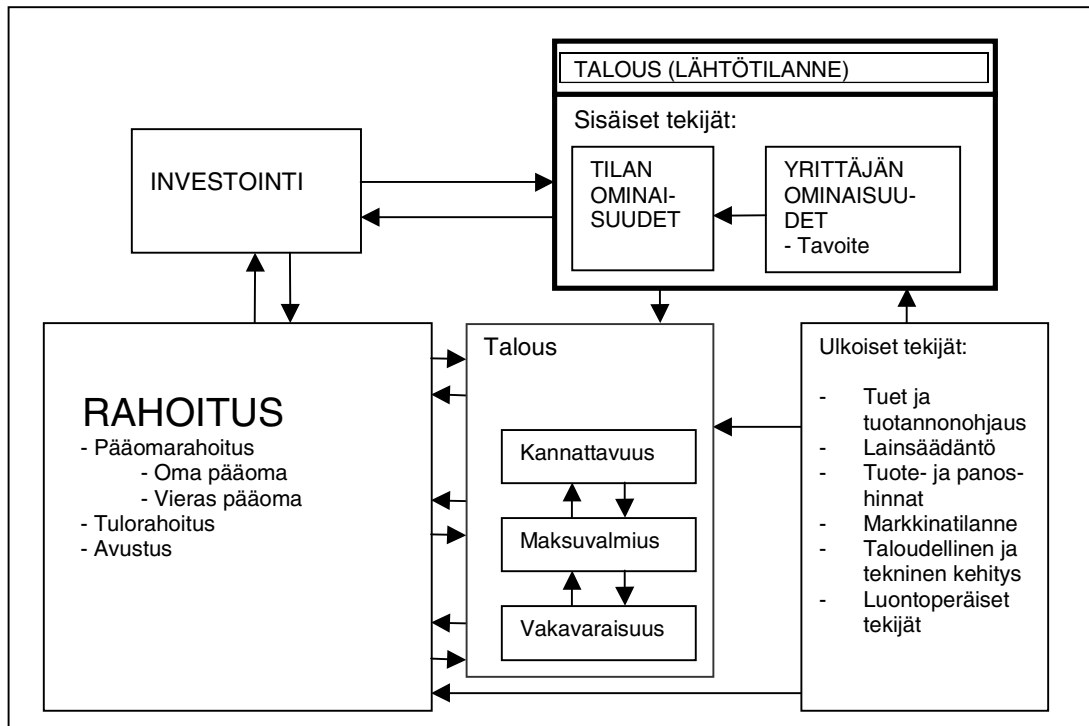 TALOUS (LÄHTÖTILANNE)
Sisäiset tekijät:
INVESTOINTI
TILAN
OMINAI-
SUUDET
YRITTÄJÄN
OMINAISUU-
DET
- Tavoite
RAHOITUS
- Pääomarahoitus
- Oma pääoma
- Vieras pääoma
- Tulorahoitus
- Avustus
Talous
Kannattavuus
Maksuvalmius
Vakavaraisuus
Ulkoiset tekijät:
- Tuet ja
tuotannonohjaus
- Lainsäädäntö
- Tuote- ja panos-
hinnat
- Markkinatilanne
- Taloudellinen ja
tekninen kehitys
- Luontoperäiset
tekijät